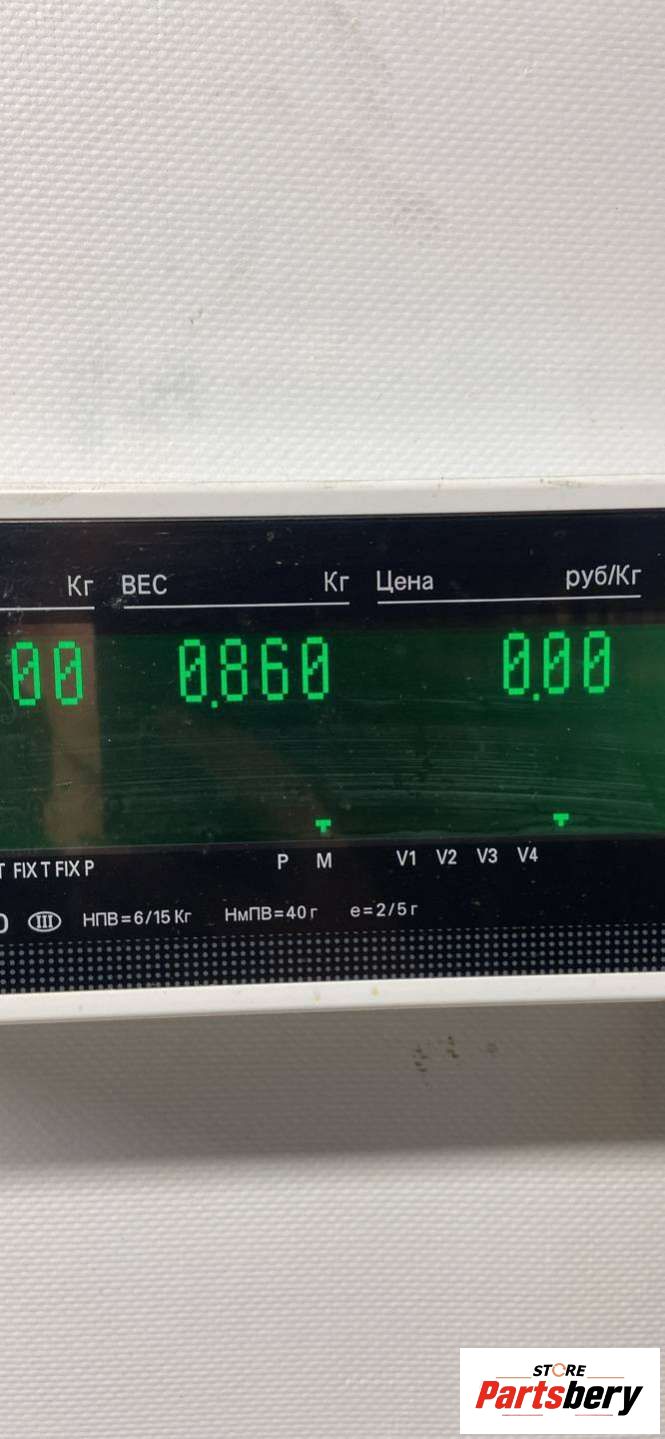 Кг ВЕС Кг Цена руб/Кг
00 0.860 0.00
T FIX T FIX P P M V1 V2 V3 V4
III НПВ=6/15 Кг НмПВ=40 г e=2/5 г
STORE
Partsbery